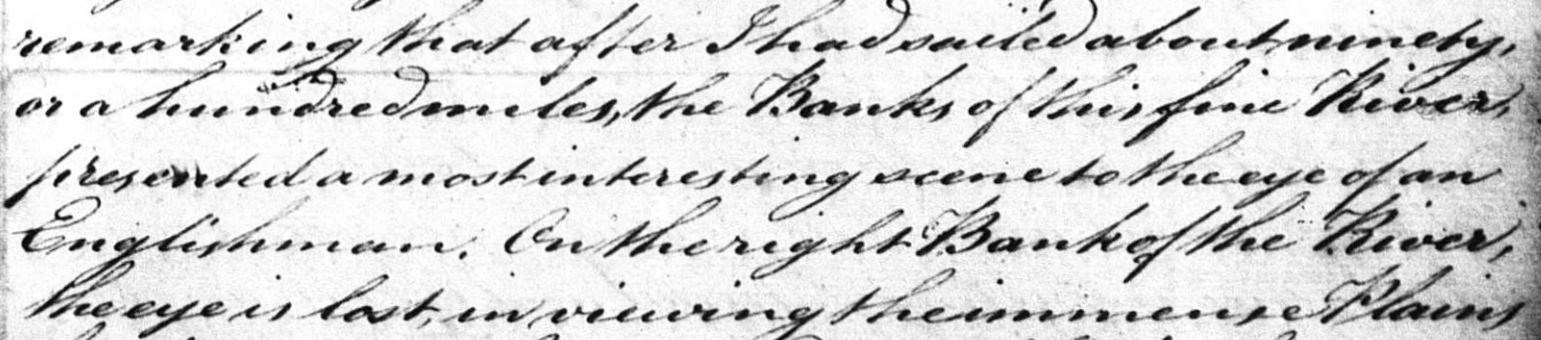 remarking that after I had sailed about ninety,
or a hundred miles, the Banks of this fine River,
presented a most interesting scene to the eye of an
Englishman. On the right Bank of the River,
the eye is lost, in viewing the immense Plains